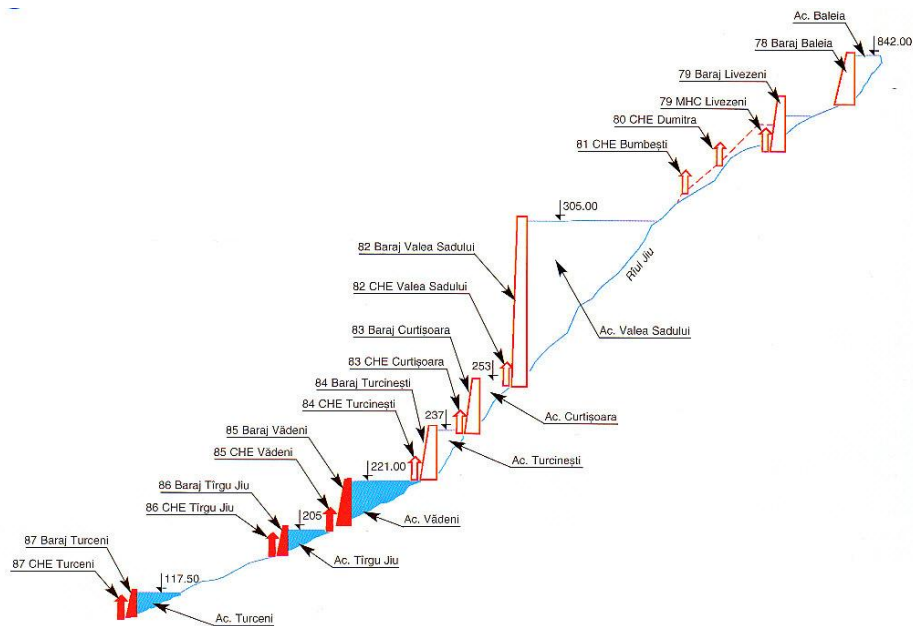 Ac. Baleia
842.00
78 Baraj Baleia
79 Baraj Livezeni
79 MHC Livezeni
80 CHE Dumitra
81 CHE Bumbești
305.00
82 Baraj Valea Sadului
Rîul Jiu
82 CHE Valea Sadului
Ac. Valea Sadului
83 Baraj Curtișoara
83 CHE Curtișoara
253
84 Baraj Turcinești
84 CHE Turcinești
Ac. Curtișoara
237
85 Baraj Vădeni
85 CHE Vădeni
Ac. Turcinești
221.00
86 Baraj Tîrgu Jiu
86 CHE Tîrgu Jiu
205
Ac. Vădeni
87 Baraj Turceni
Ac. Tîrgu Jiu
87 CHE Turceni
117.50
Ac. Turceni